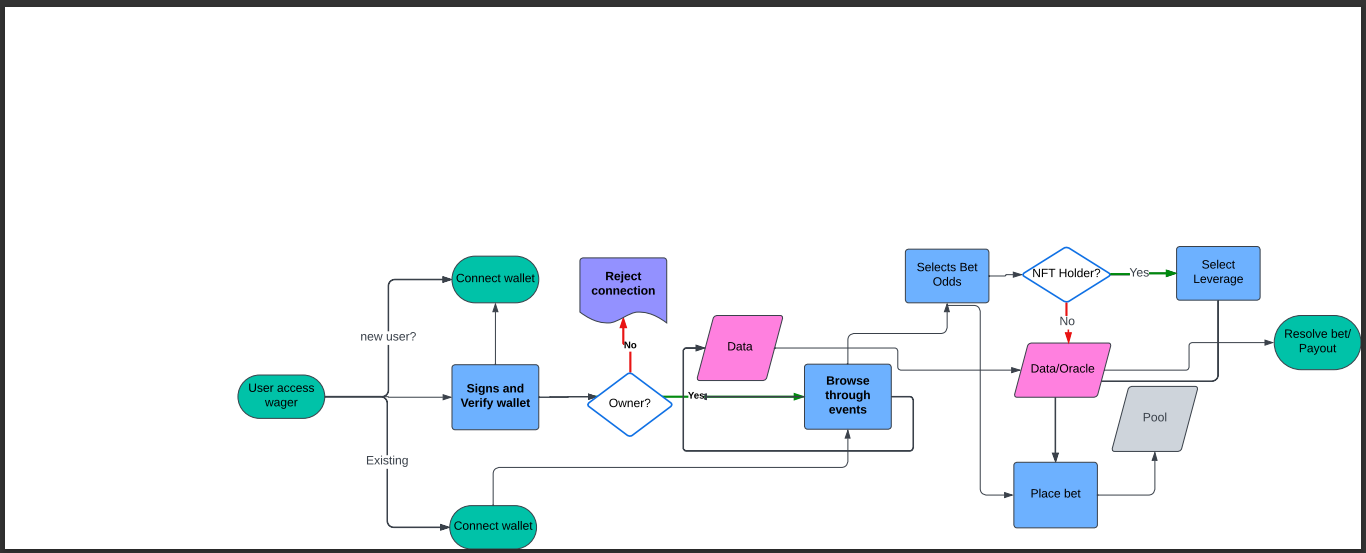 User access
wager
new user?
Existing
Connect wallet
Signs and
Verify wallet
Connect wallet
Reject
connection
No
Owner?
Yes
Data
Browse
through
events
Selects Bet
Odds
NFT Holder?
Yes
Select
Leverage
No
Data/Oracle
Pool
Place bet
Resolve bet/
Payout